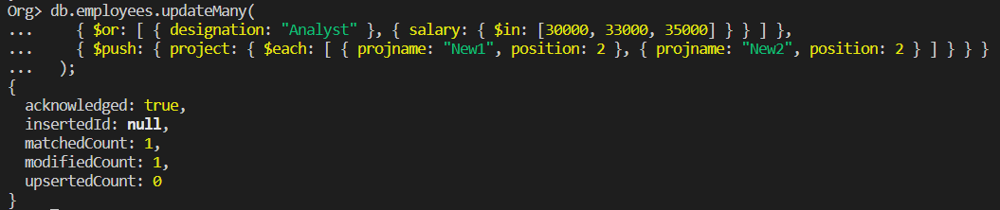 Org> db.employees.updateMany(
...     { $or: [ { designation: "Analyst" }, { salary: { $in: [30000, 33000, 35000] } } ] },
...     { $push: { project: { $each: [ { projname: "New1", position: 2 }, { projname: "New2", position: 2 } ] } } }
...   );
{
  acknowledged: true,
  insertedId: null,
  matchedCount: 1,
  modifiedCount: 1,
  upsertedCount: 0
}